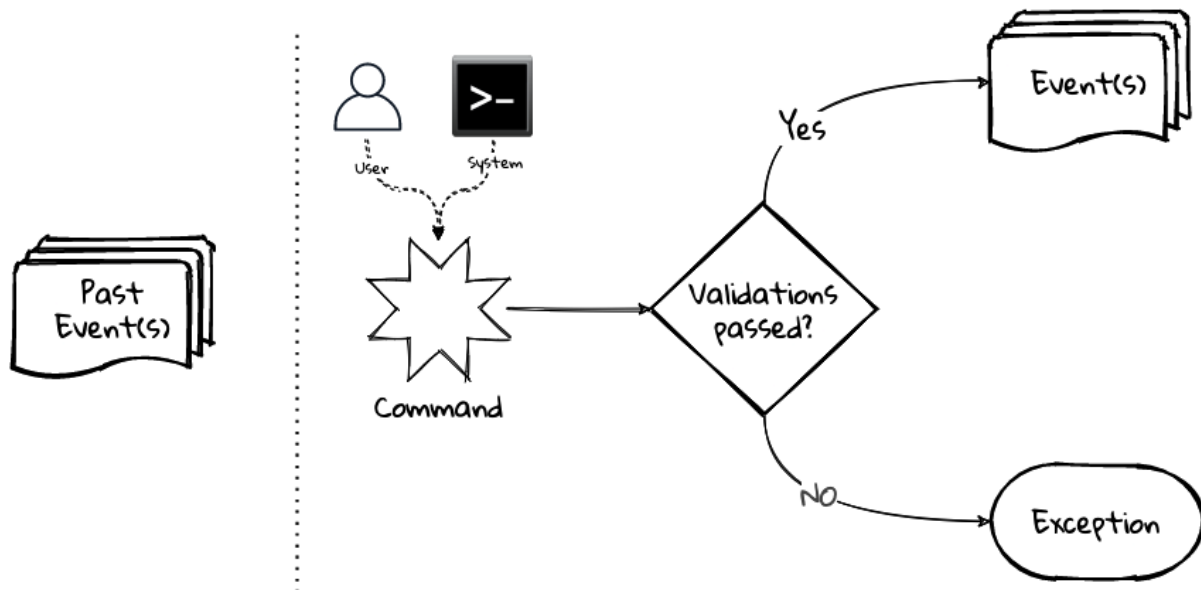 Past
Event(s)
>-
User
System
Command
Validations
passed?
Yes
Event(s)
NO
Exception